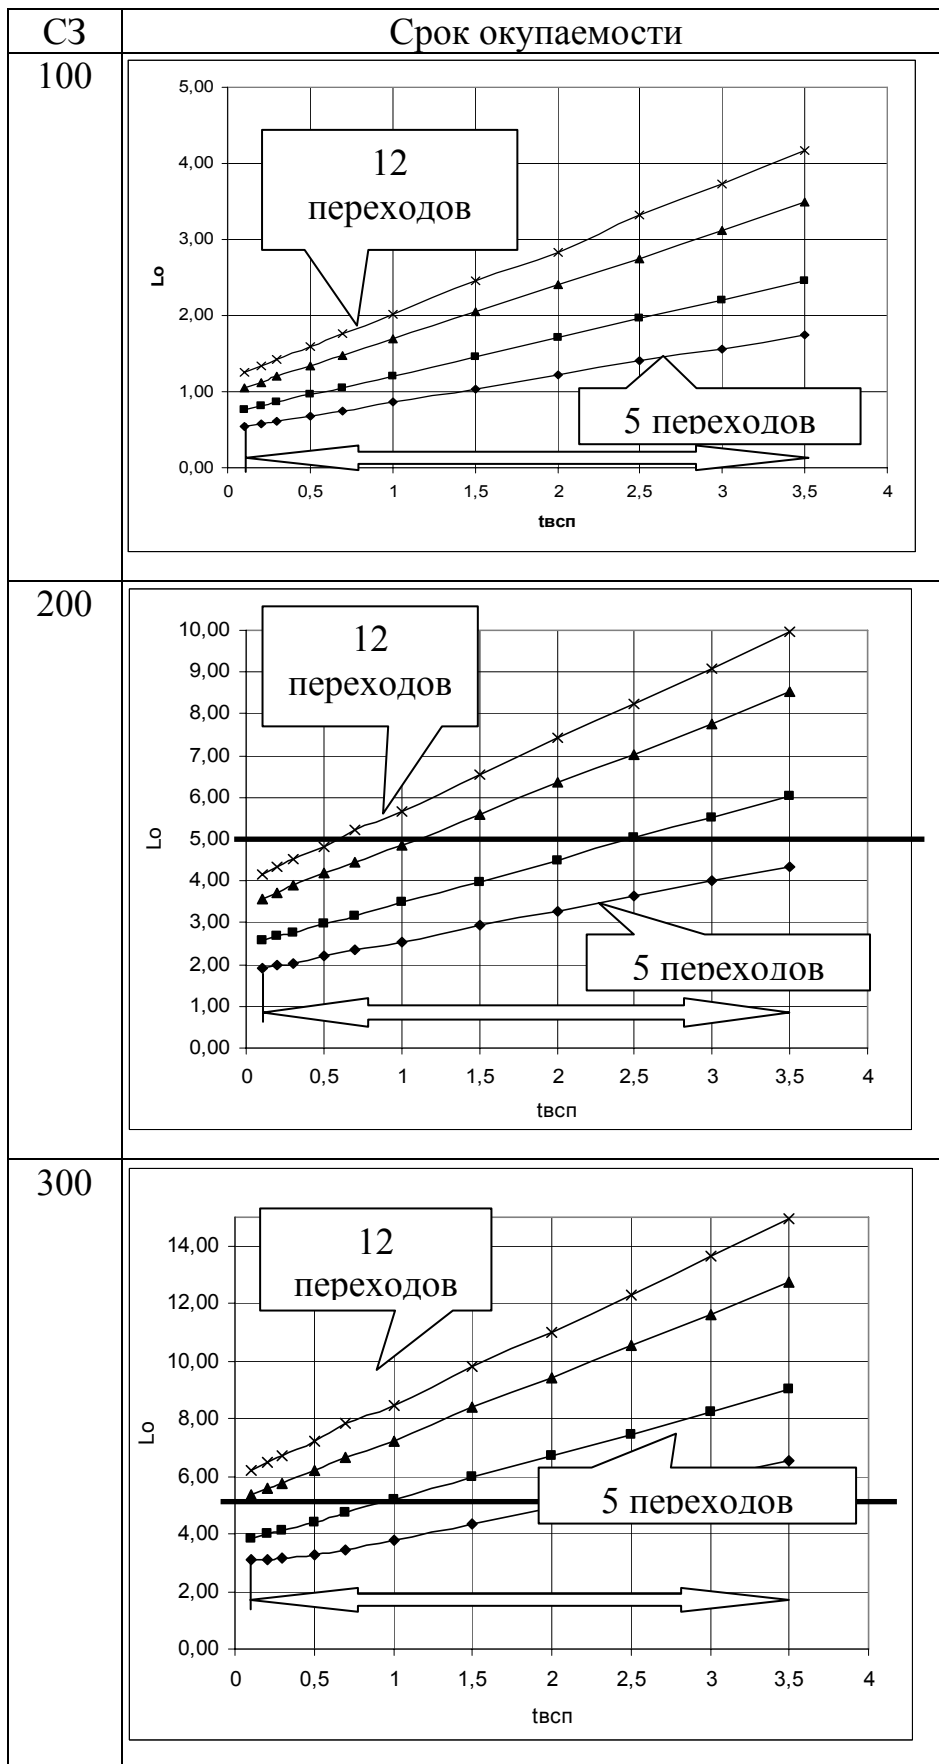 СЗ Срок окупаемости
100
5,00
4,00
3,00
2,00
1,00
0,00
Lo
12
переходов
5 переходов
0 0,5 1 1,5 2 2,5 3 3,5 4
tвсп
200
10,00
9,00
8,00
7,00
6,00
5,00
4,00
3,00
2,00
1,00
0,00
Lo
12
переходов
5 переходов
0 0,5 1 1,5 2 2,5 3 3,5 4
tвсп
300
14,00
12,00
10,00
8,00
6,00
4,00
2,00
0,00
Lo
12
переходов
5 переходов
0 0,5 1 1,5 2 2,5 3 3,5 4
tвсп